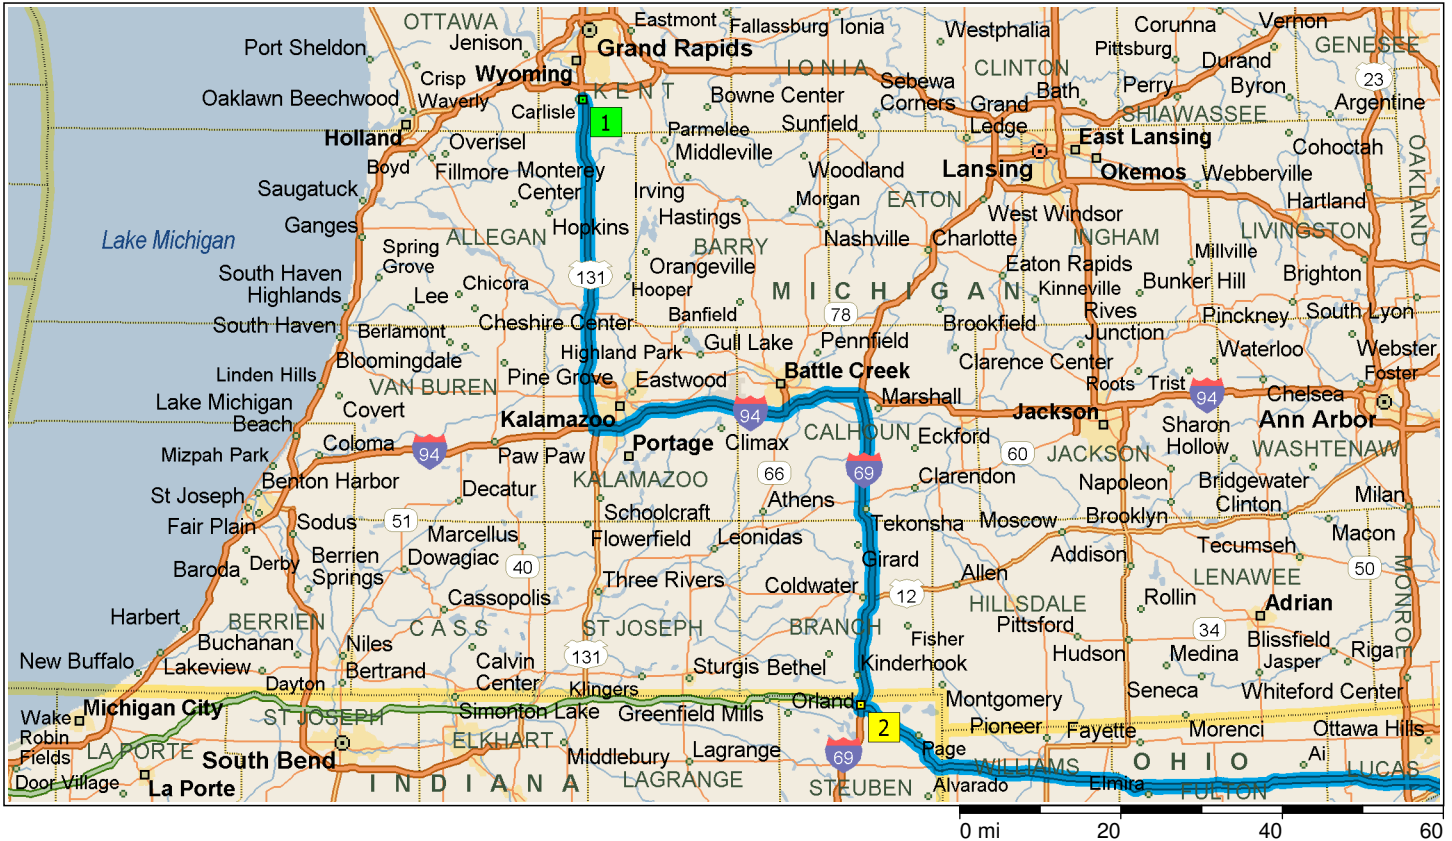 OTTAWA
Eastmont
Fallassburg
Ionia
Westphalia
Corunna
Vernon
Port Sheldon
Jenison
Grand Rapids
Pittsburg
GENESEE
Crisp
Wyoming
KENT
IONIA
Sebewa
Corners
CLINTON
Durand
23
Oaklawn Beechwood
Waverly
Carlisle
1
Bowne Center
Grand
Ledge
Bath
Perry
Byron
Argentine
SHIAWASSEE
Holland
Overisel
Parmelee
Sunfield
East Lansing
Cohoctah
OAKLAND
Boyd
Fillmore
Monterey
Center
Middleville
Woodland
Lansing
Okemos
Webberville
Saugatuck
Irving
Morgan
EATON
Hartland
Ganges
Hopkins
Hastings
West Windsor
LIVINGSTON
Lake Michigan
Spring
Grove
ALLEGAN
BARRY
Nashville
Charlotte
INGHAM
Millville
South Haven
Highlands
Chicora
131
Orangeville
Eaton Rapids
Bunker Hill
Brighton
Lee
Hooper
MICHIGAN
Kinneville
South Haven
Berlamont
Cheshire Center
Banfield
78
Brookfield
Rives
Junction
Pinckney
South Lyon
Bloomingdale
Highland Park
Gull Lake
Pennfield
Clarence Center
Waterloo
Webster
Linden Hills
VAN BUREN
Pine Grove
Eastwood
Battle Creek
Marshall
Roots
Trist
94
Chelsea
Foster
Lake Michigan
Beach
Covert
Kalamazoo
94
Jackson
Ann Arbor
Mizpah Park
Coloma
94
Paw Paw
Portage
Climax
CALHOUN
Eckford
60
JACKSON
Sharon
Hollow
WASHTENAW
St Joseph
Benton Harbor
Decatur
KALAMAZOO
66
69
Clarendon
Napoleon
Bridgewater
Clinton
Milan
Fair Plain
Sodus
51
Schoolcraft
Athens
Tekonsha
Moscow
Brooklyn
Marcellus
Flowerfield
Leonidas
Macon
Baroda
Derby
Berrien
Springs
Dowagiac
40
Girard
Addison
Tecumseh
MONROE
Three Rivers
Coldwater
Allen
12
LENAWEE
50
Harbert
Cassopolis
HILLSDALE
Rollin
Adrian
BERRIEN
CASS
ST JOSEPH
BRANCH
Pittsford
34
Buchanan
Niles
131
Fisher
Hudson
Medina
Blissfield
Riga
New Buffalo
Lakeview
Bertrand
Calvin
Center
Sturgis
Bethel
Kinderhook
Jasper
Dayton
Klingers
Orland
Montgomery
Seneca
Whiteford Center
Michigan City
ST JOSEPH
Simonton Lake
Greenfield Mills
2
Pioneer
Fayette
Morenci
Ottawa Hills
Wake
Robin
Fields
LA PORTE
South Bend
ELKHART
Middlebury
Lagrange
69
Page
WILLIAMS
OHIO
Ai
LUCAS
Door Village
La Porte
INDIANA
LAGRANGE
STEUBEN
Alvarado
Elmira
FULTON
0 mi
20
40
60